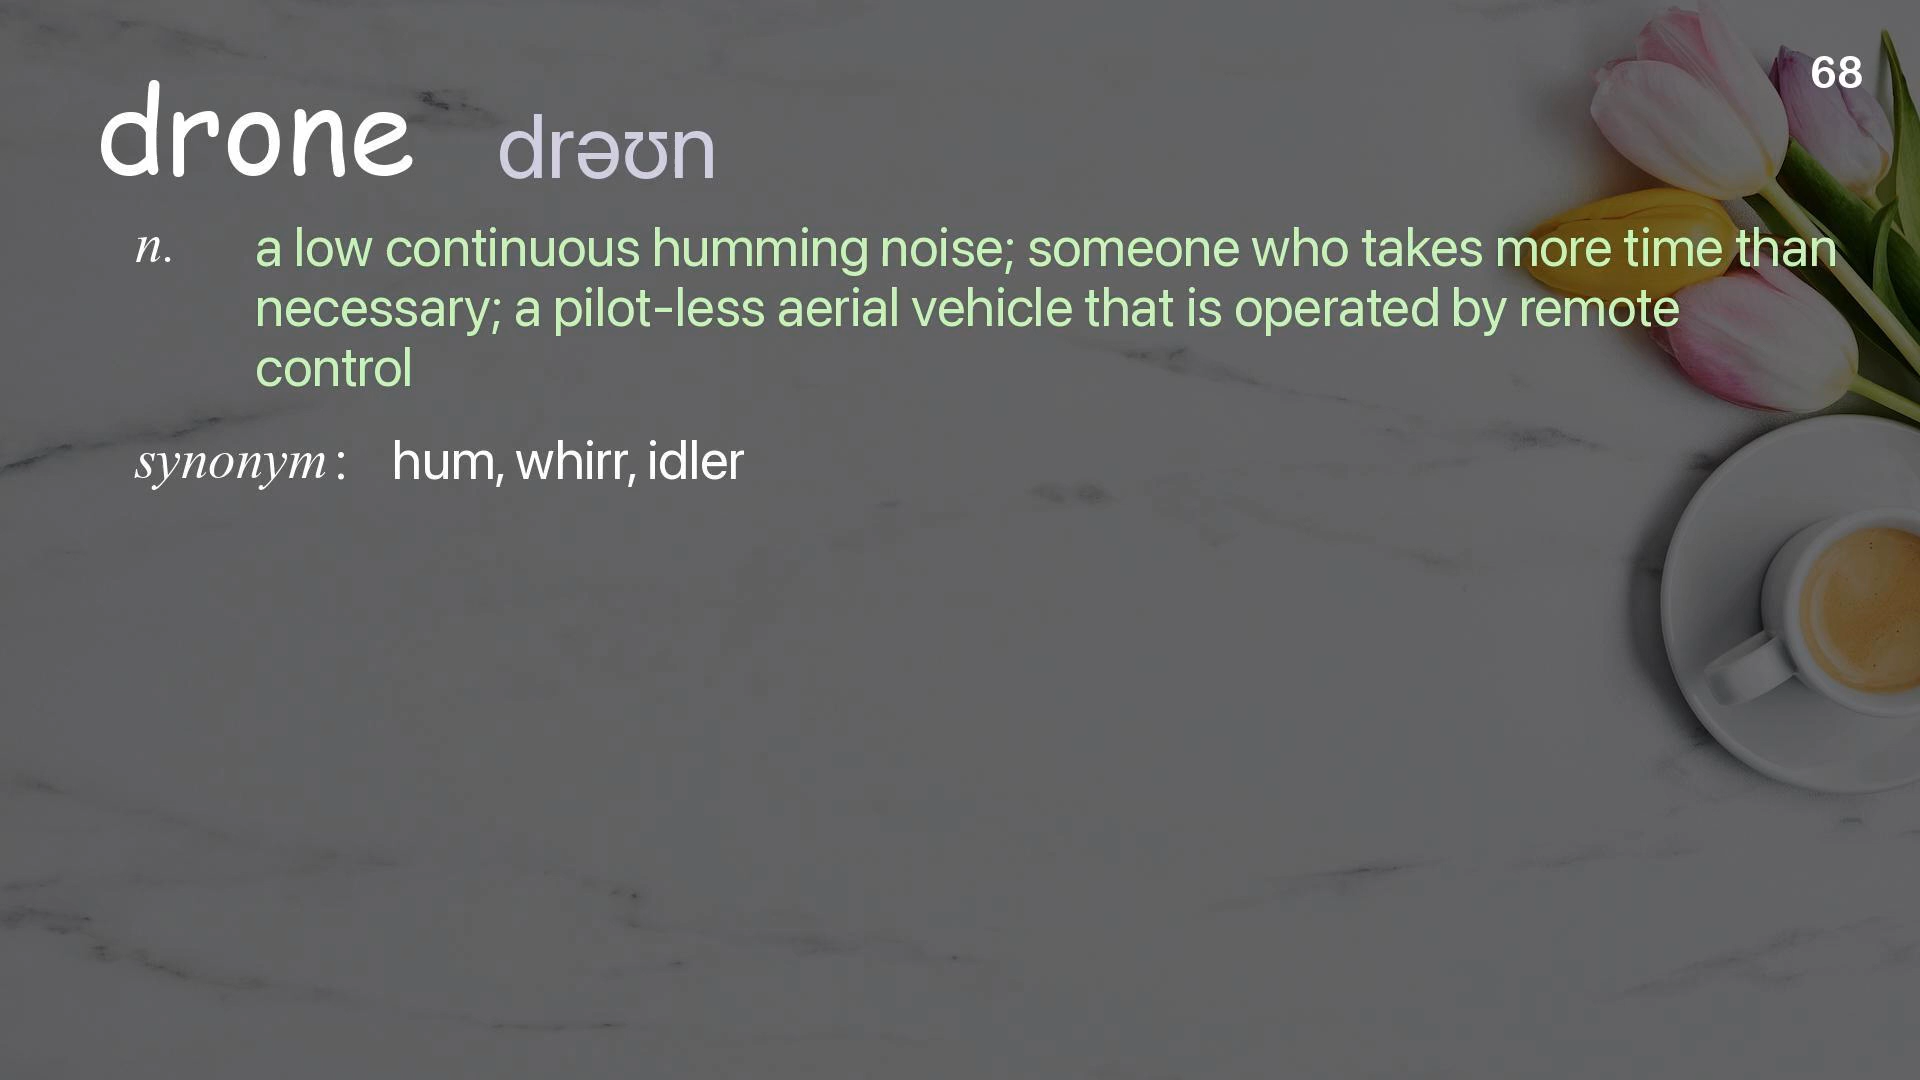 68
drone drəʊn
n. a low continuous humming noise; someone who takes more time than
necessary; a pilot-less aerial vehicle that is operated by remote
control
synonym: hum, whirr, idler